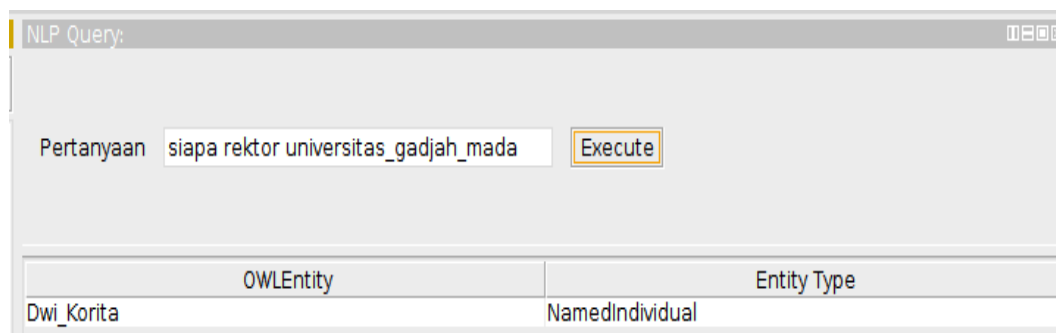 NLP Query:
Pertanyaan siapa rektor universitas_gadjah_mada Execute
OWLEntity Entity Type
Dwi_Korita NamedIndividual